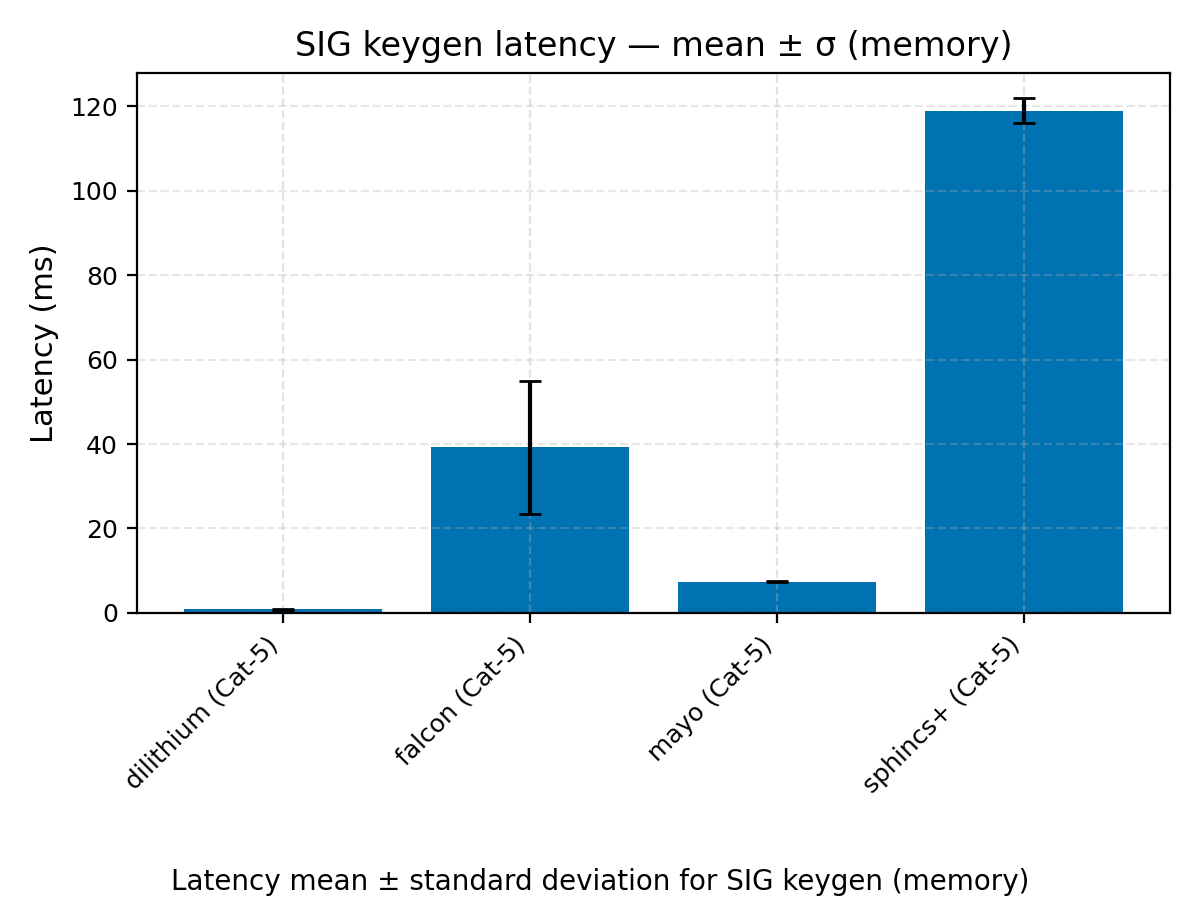 SIG keygen latency — mean ± σ (memory)
Latency (ms)
120
100
80
60
40
20
0
dilithium (Cat-5)
falcon (Cat-5)
mayo (Cat-5)
sphincs+ (Cat-5)
Latency mean ± standard deviation for SIG keygen (memory)